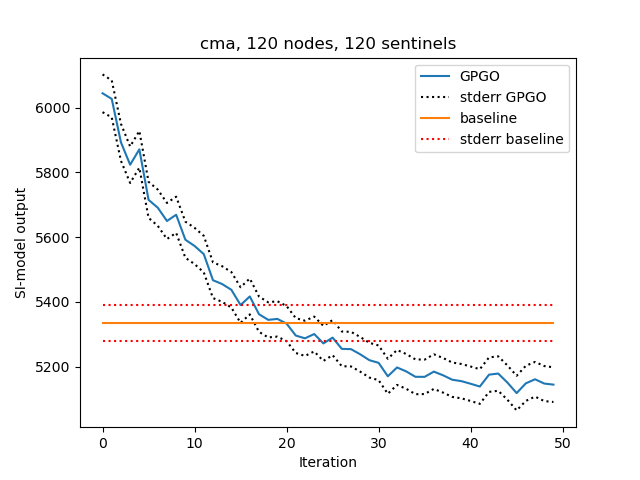 cma, 120 nodes, 120 sentinels
GPGO
stderr GPGO
baseline
stderr baseline
SI-model output
6000
5800
5600
5400
5200
0 10 20 30 40 50
Iteration